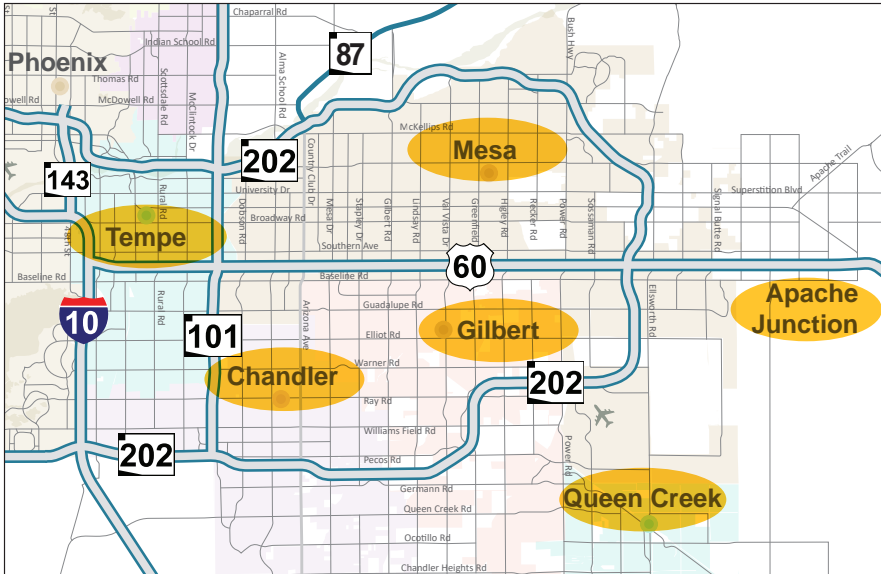 St
St
Chaparral Rd
Bush Hwy
Indian School Rd
87
Phoenix
Alma School Rd
Thomas Rd
Scottsdale Rd
McClintock Dr
owell Rd
McDowell Rd
McKellips Rd
202
Mesa
Country Club Dr
Apache Trail
143
Rural Rd
University Dr
Superstition Blvd
Dobson Rd
Broadway Rd
Mesa Dr
Stapley Dr
Gilbert Rd
Lindsay Rd
Val Vista Dr
Greenfield
Higley Rd
Recker Rd
Power Rd
Sossaman Rd
Signal Butte Rd
Tempe
48th St
Southern Ave
60
Baseline Rd
Baseline Rd
Ellsworth Rd
Apache
Junction
10
Rural Rd
101
Arizona Ave
Guadalupe Rd
Elliot Rd
Gilbert
Warner Rd
Chandler
202
Ray Rd
Williams Field Rd
202
Pecos Rd
Power Rd
Germann Rd
Queen Creek
Queen Creek Rd
Ocotillo Rd
Chandler Heights Rd